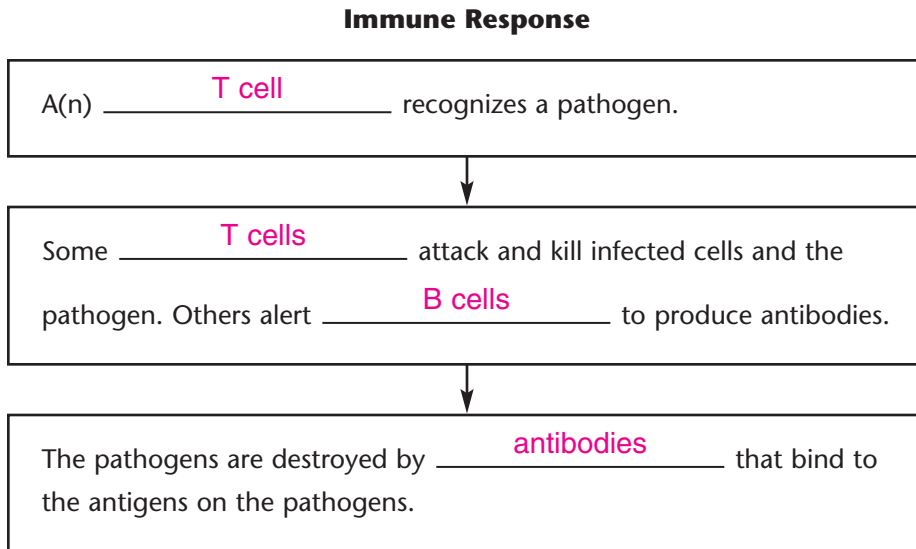 Immune Response
A(n) T cell recognizes a pathogen.
Some T cells attack and kill infected cells and the
pathogen. Others alert B cells to produce antibodies.
The pathogens are destroyed by antibodies that bind to
the antigens on the pathogens.